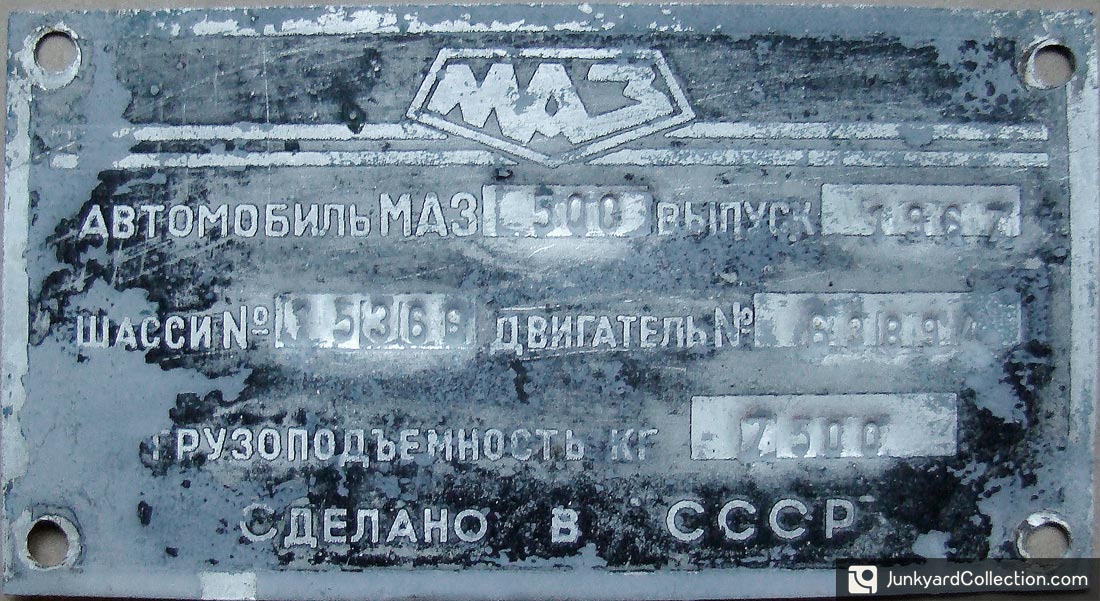 МАЗ
АВТОМОБИЛЬ МАЗ 500 ВЫПУСК 1967
ШАССИ № ДВИГАТЕЛЬ №
ГРУЗОПОДЪЕМНОСТЬ КГ 7500
СДЕЛАНО В СССР
JunkyardCollection.com